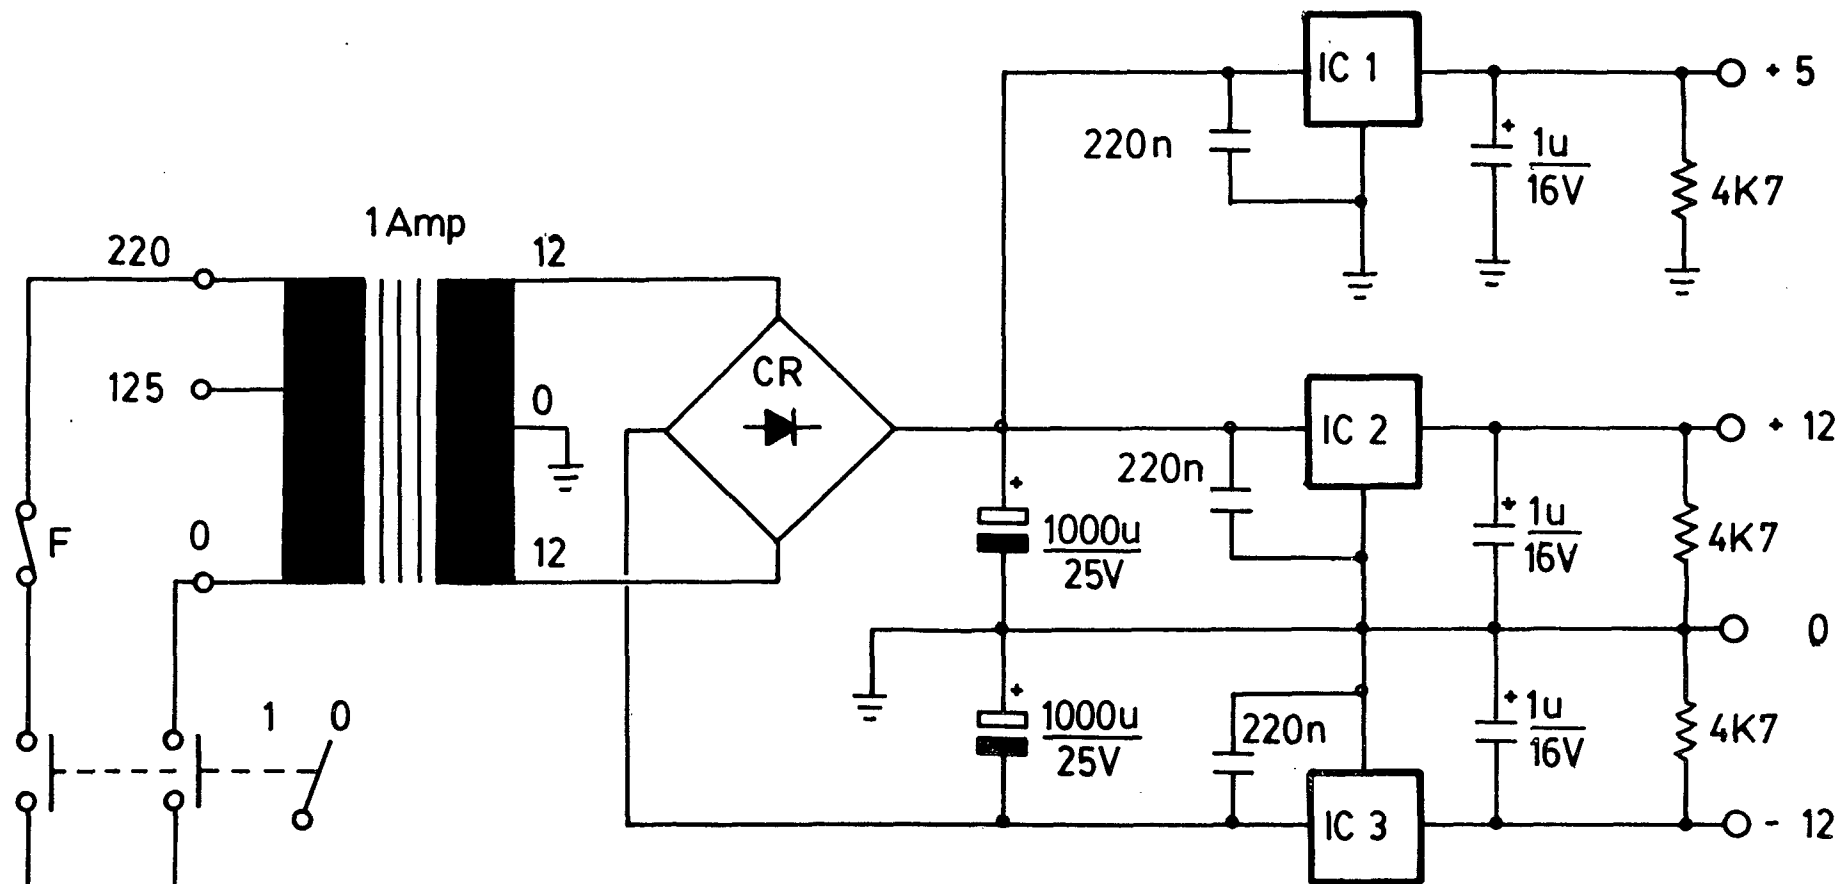 IC 1
+ 5
220n
+
1u
16V
4K7
1 Amp
220
12
CR
125
0
IC 2
+ 12
220n
+
1000u
25V
+
1u
16V
4K7
F
0
12
0
1 0
+
1000u
25V
220n
+
1u
16V
4K7
IC 3
- 12